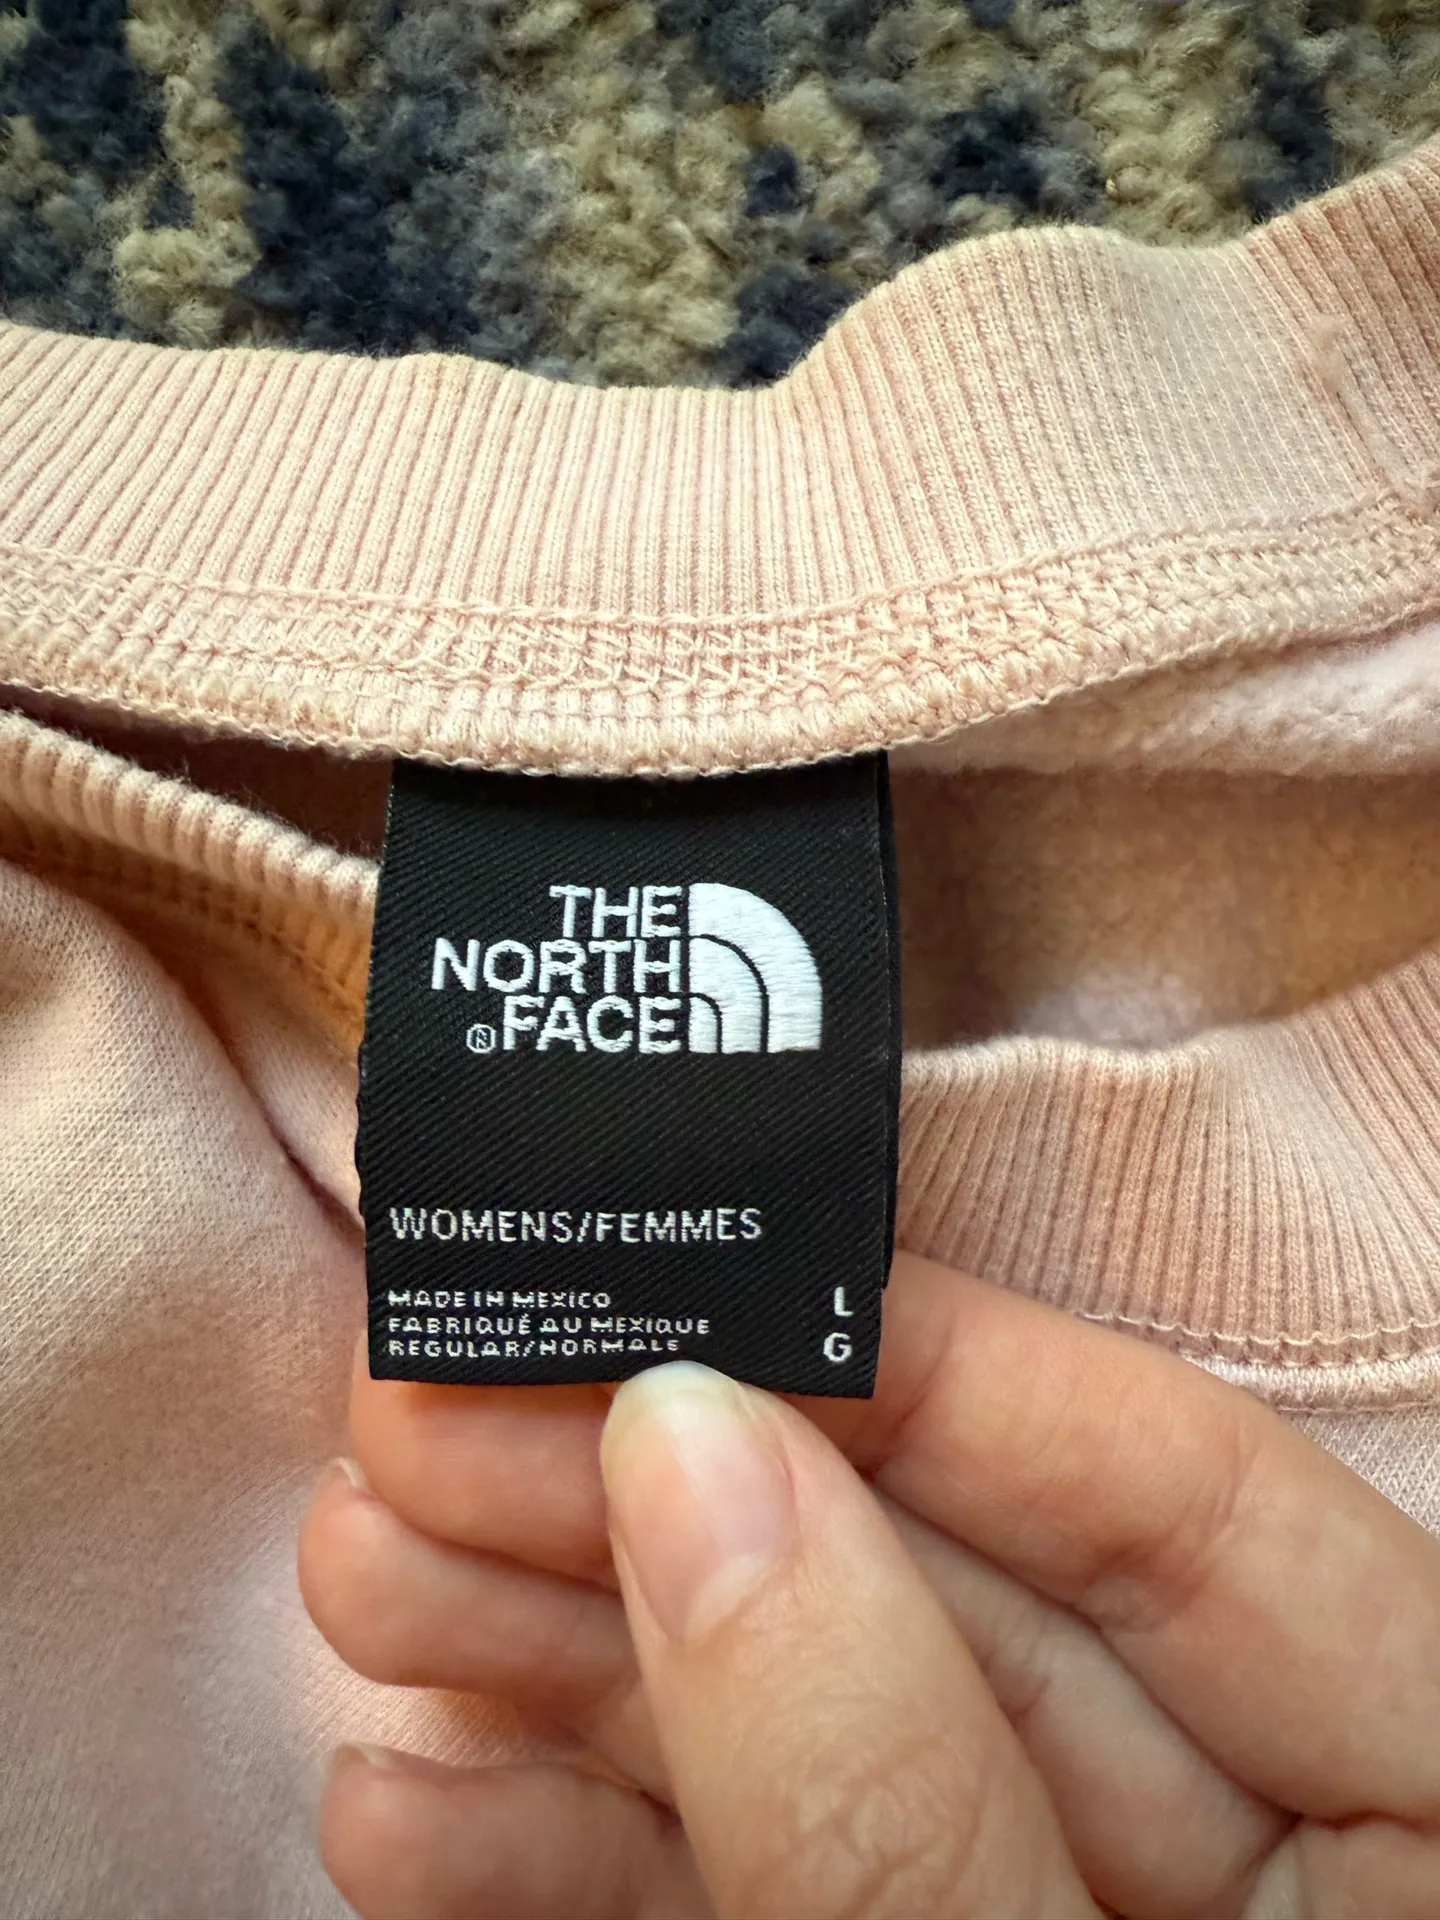 THE
NORTH
®FACE
WOMENS/FEMMES
MADE IN MEXICO L
FABRIQUÉ AU MEXIQUE
REGULAR/NORMALE G